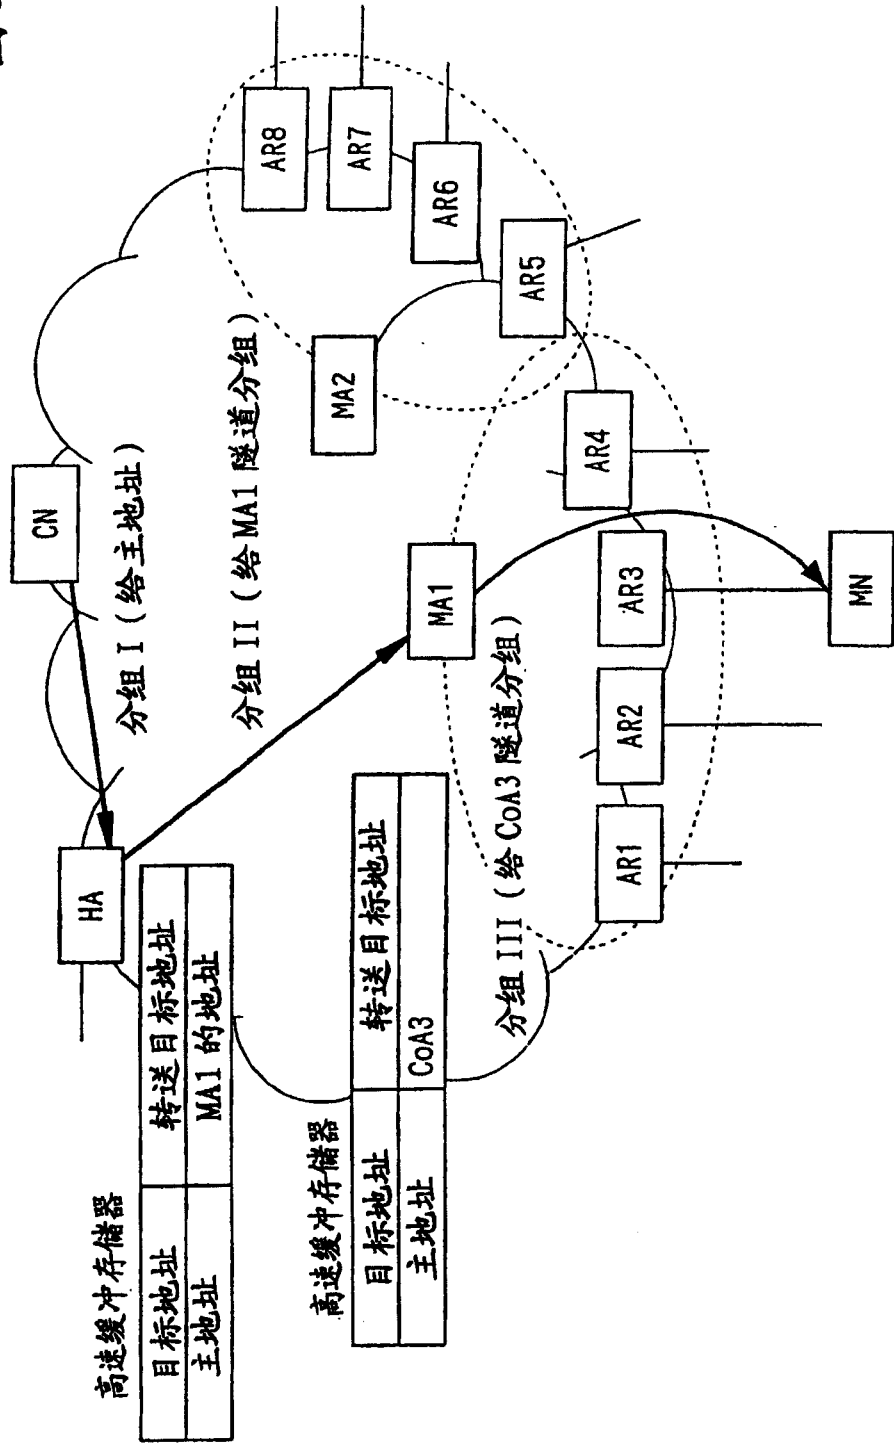 CN
HA
分组 I（给主地址）
分组 II（给 MA1 隧道分组）
高速缓冲存储器
目标地址 转送目标地址
主地址 MA1 的地址
高速缓冲存储器
目标地址 转送目标地址
主地址 CoA3
分组 III（给 CoA3 隧道分组）
MA1
MA2
AR1
AR2
AR3
AR4
AR5
AR6
AR7
AR8
MN